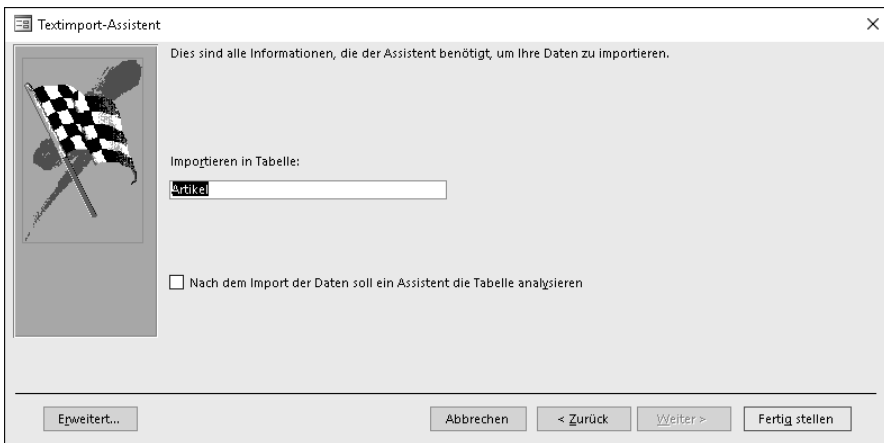 Textimport-Assistent
Dies sind alle Informationen, die der Assistent benötigt, um Ihre Daten zu importieren.
Importieren in Tabelle:
Artikel
Nach dem Import der Daten soll ein Assistent die Tabelle analysieren
Erweitert... Abbrechen < Zurück Weiter > Fertig stellen